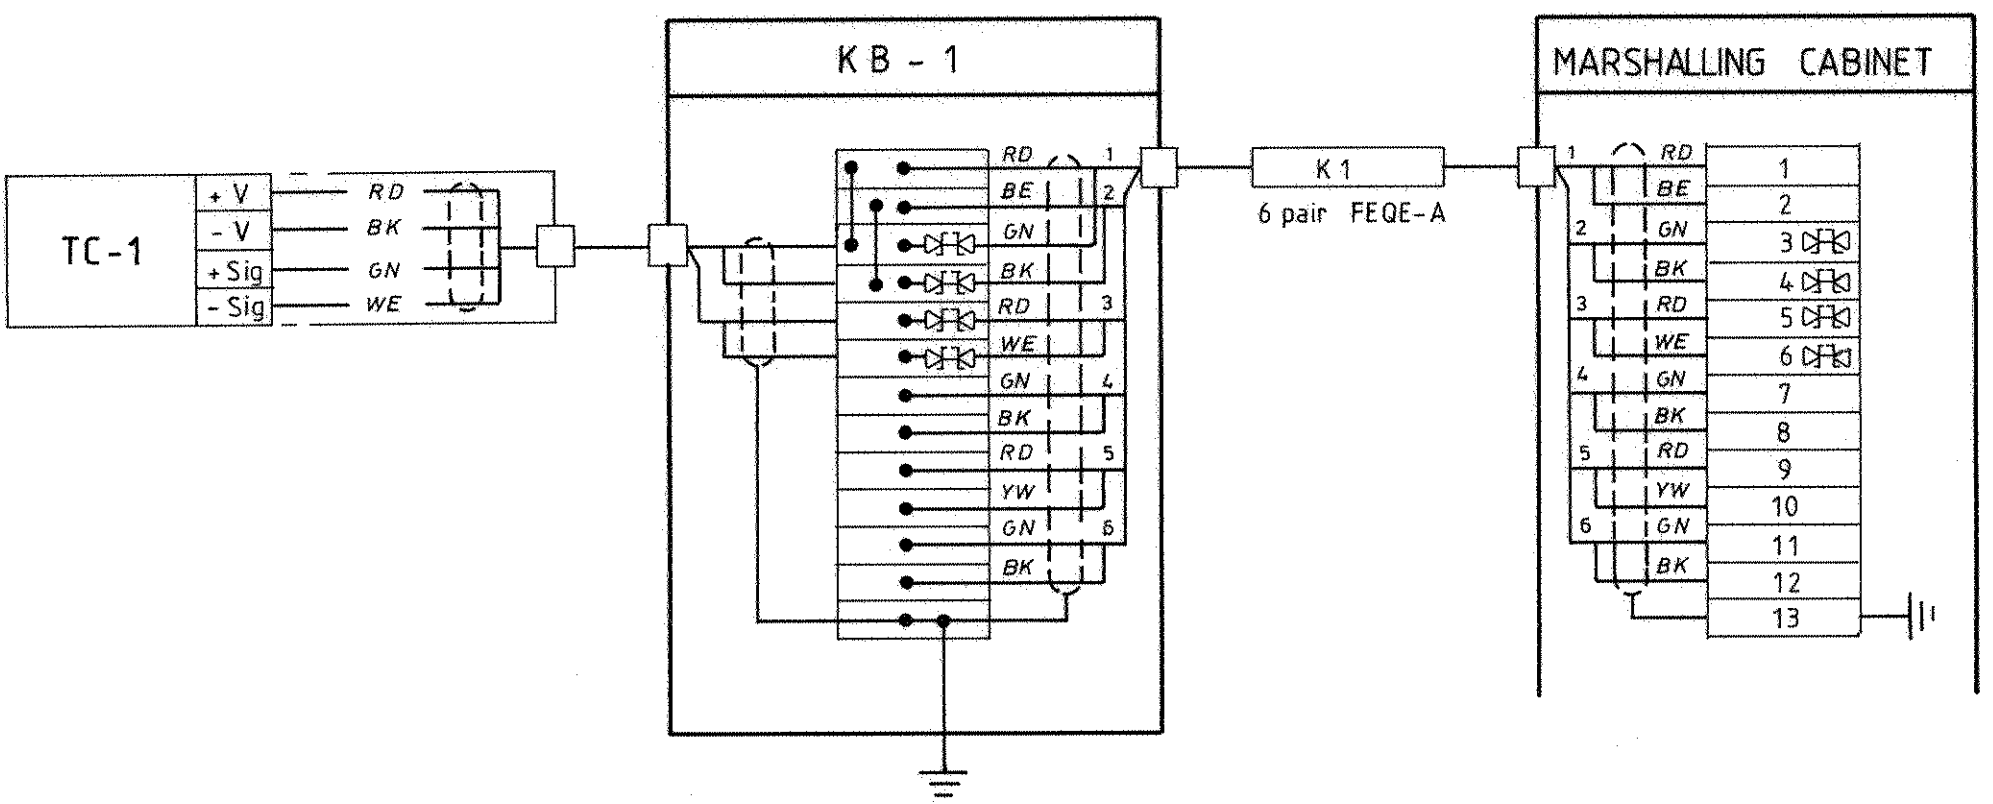 KB-1
MARSHALLING CABINET
TC-1
+ V
- V
+ Sig
- Sig
RD
BK
GN
WE
RD 1
BE 2
GN
BK
RD 3
WE
GN 4
BK
RD 5
YW
GN 6
BK
K1
6 pair FEQE-A
1 RD 1
BE 2
2 GN 3
BK 4
3 RD 5
WE 6
4 GN 7
BK 8
5 RD 9
YW 10
6 GN 11
BK 12
13